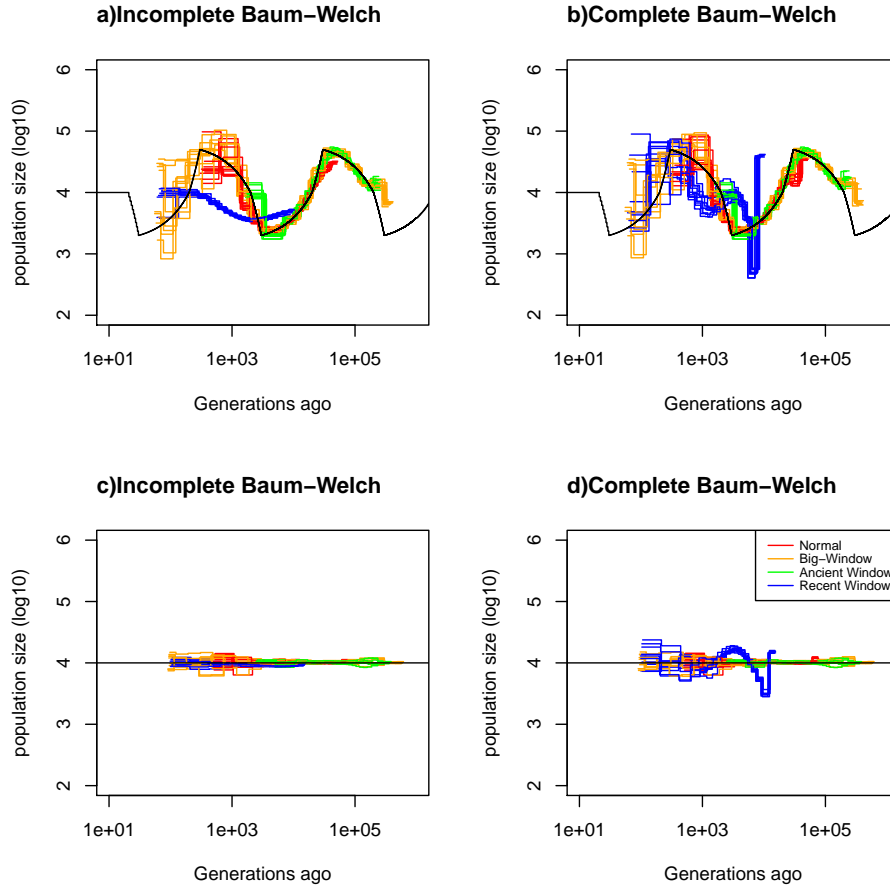 a)Incomplete Baum−Welch
population size (log10)
2 3 4 5 6
1e+01 1e+03 1e+05
Generations ago
b)Complete Baum−Welch
population size (log10)
2 3 4 5 6
1e+01 1e+03 1e+05
Generations ago
c)Incomplete Baum−Welch
population size (log10)
2 3 4 5 6
1e+01 1e+03 1e+05
Generations ago
d)Complete Baum−Welch
population size (log10)
2 3 4 5 6
1e+01 1e+03 1e+05
Generations ago
Normal
Big−Window
Ancient Window
Recent Window